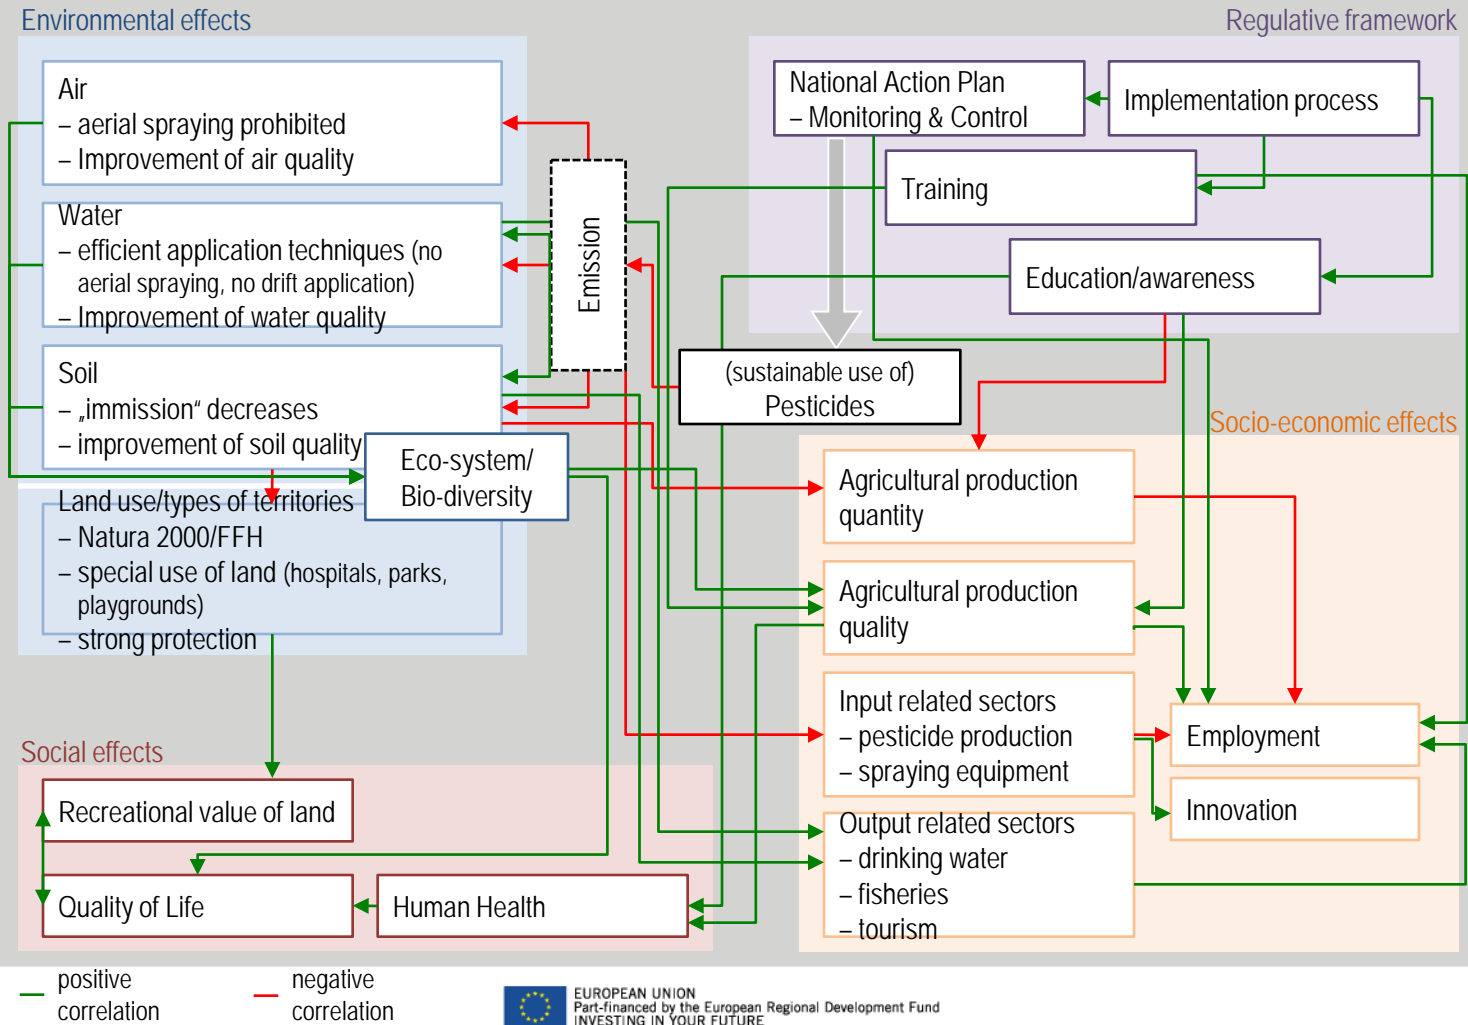 Environmental effects
Regulative framework
Air
– aerial spraying prohibited
– Improvement of air quality
Water
– efficient application techniques (no
aerial spraying, no drift application)
– Improvement of water quality
Soil
– „immission“ decreases
– improvement of soil quality
Eco-system/
Bio-diversity
Land use/types of territories
– Natura 2000/FFH
– special use of land (hospitals, parks,
playgrounds)
– strong protection
Emission
National Action Plan
– Monitoring & Control
Implementation process
Training
Education/awareness
(sustainable use of)
Pesticides
Socio-economic effects
Agricultural production
quantity
Agricultural production
quality
Input related sectors
– pesticide production
– spraying equipment
Employment
Innovation
Output related sectors
– drinking water
– fisheries
– tourism
Social effects
Recreational value of land
Quality of Life
Human Health
positive
correlation
negative
correlation
EUROPEAN UNION
Part-financed by the European Regional Development Fund
INVESTING IN YOUR FUTURE